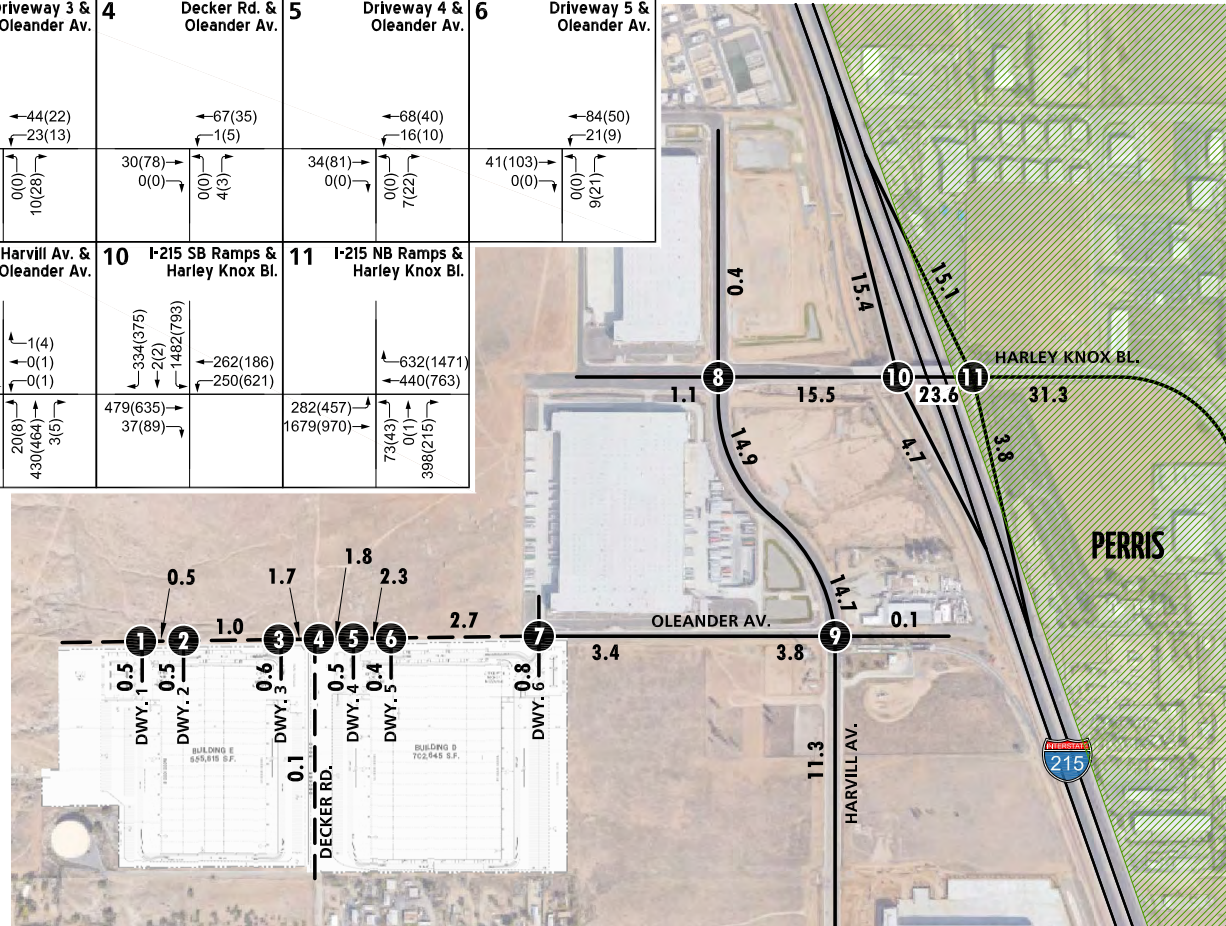 riveway 3 &
Oleander Av.
44(22)
23(13)
0(0)
10(28)
4
Decker Rd. &
Oleander Av.
67(35)
1(5)
30(78)
0(0)
0(0)
4(3)
5
Driveway 4 &
Oleander Av.
68(40)
16(10)
34(81)
0(0)
0(0)
7(22)
6
Driveway 5 &
Oleander Av.
84(50)
21(9)
41(103)
0(0)
0(0)
9(21)
Harvill Av. &
Oleander Av.
1(4)
0(1)
0(1)
20(8)
430(464)
3(5)
10
I-215 SB Ramps &
Harley Knox Bl.
334(375)
2(2)
1482(793)
262(186)
250(621)
479(635)
37(89)
11
I-215 NB Ramps &
Harley Knox Bl.
632(1471)
440(763)
282(457)
1679(970)
73(43)
0(1)
398(215)
0.4
15.4
15.1
HARLEY KNOX BL.
8
10
11
1.1
15.5
23.6
31.3
14.9
4.7
3.8
PERRIS
1.8
0.5
1.7
2.3
14.7
1.0
2.7
OLEANDER AV.
0.1
1
2
3
4
5
6
7
9
3.4
3.8
0.5
0.5
0.6
0.5
0.4
0.8
DWY. 1
DWY. 2
DWY. 3
DWY. 4
DWY. 5
DWY. 6
BUILDING E
555,815 S.F.
BUILDING D
702,645 S.F.
0.1
DECKER RD.
11.3
HARVILL AV.
INTERSTATE
215